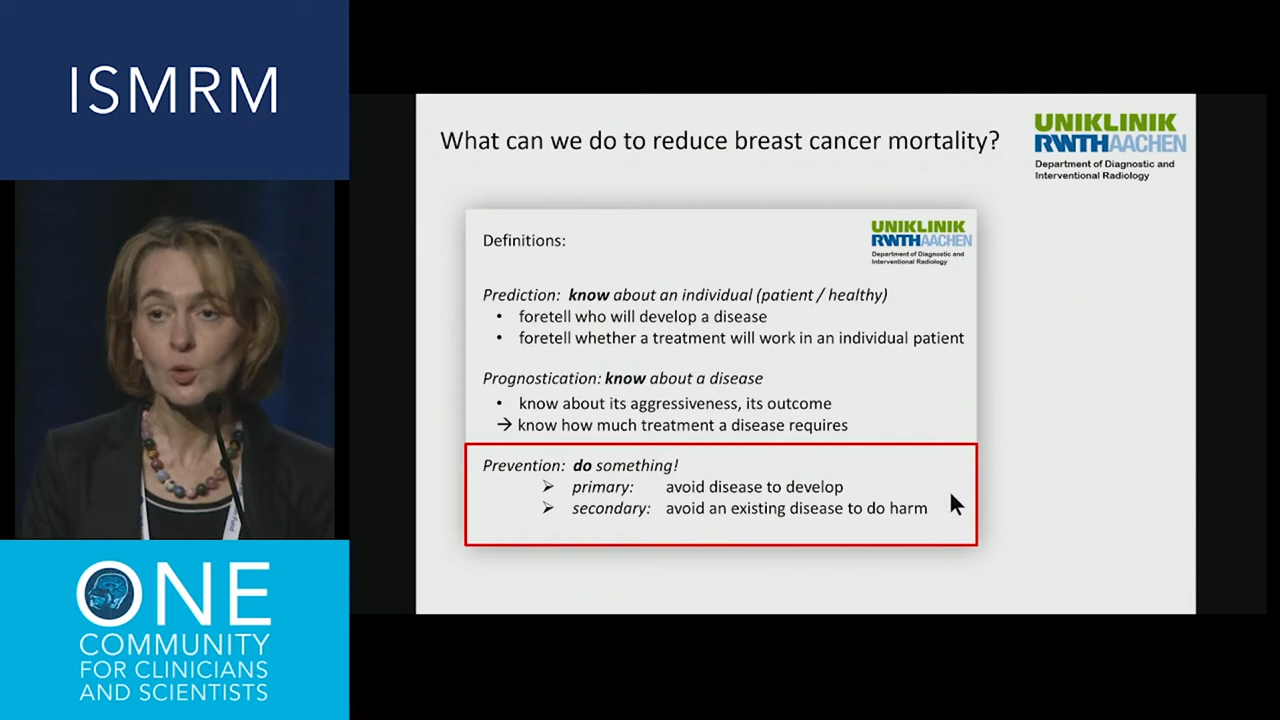 ISMRM
ONE
COMMUNITY
FOR CLINICIANS
AND SCIENTISTS
What can we do to reduce breast cancer mortality?
UNIKLINIK
RWTHAACHEN
Department of Diagnostic and
Interventional Radiology
Definitions:
UNIKLINIK
RWTHAACHEN
Department of Diagnostic and
Interventional Radiology
Prediction: know about an individual (patient / healthy)
• foretell who will develop a disease
• foretell whether a treatment will work in an individual patient
Prognostication: know about a disease
• know about its aggressiveness, its outcome
→ know how much treatment a disease requires
Prevention: do something!
➢ primary: avoid disease to develop
➢ secondary: avoid an existing disease to do harm